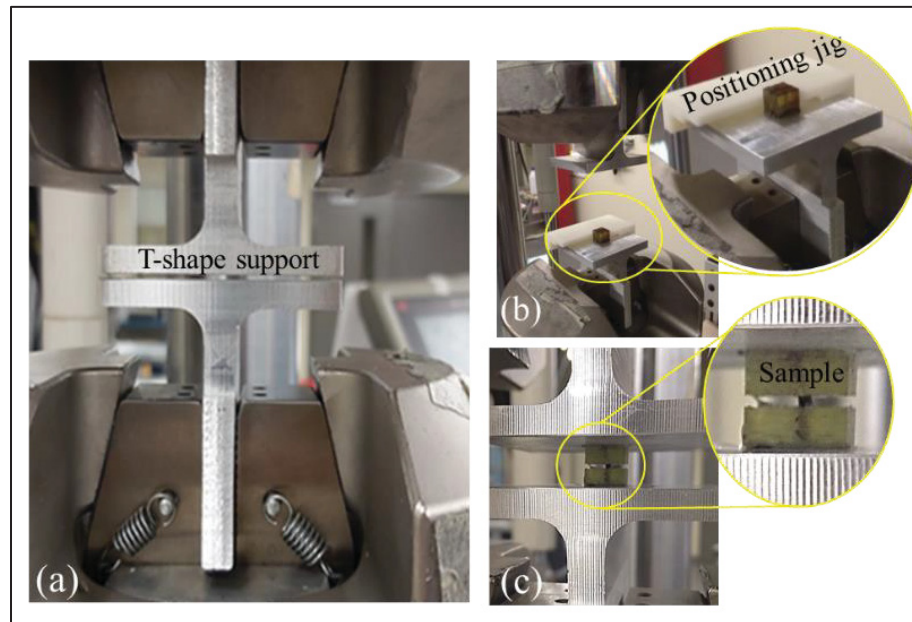 T-shape support
(a)
Positioning jig
(b)
Sample
(c)